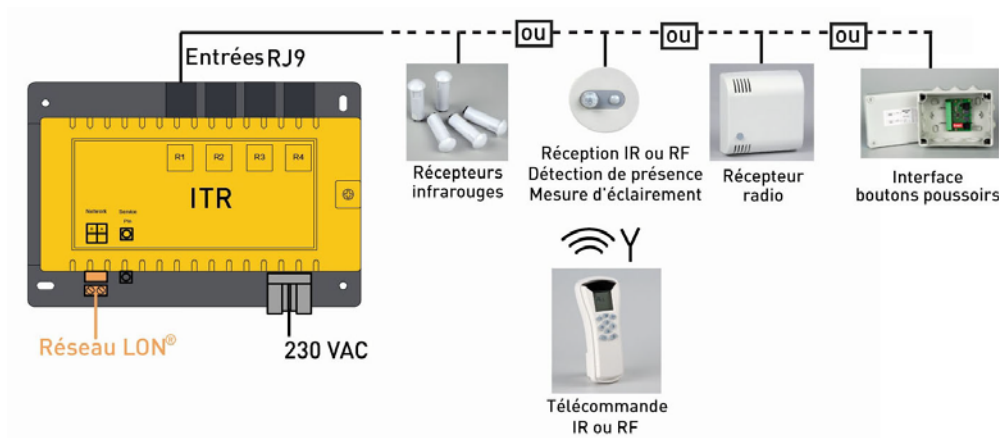 ou
ou
ou
Entrées RJ9
R1 R2 R3 R4
ITR
Network
Service
Pin
Réseau LON®
230 VAC
Récepteurs
infrarouges
Réception IR ou RF
Détection de présence
Mesure d'éclairement
Récepteur
radio
Interface
boutons poussoirs
Télécommande
IR ou RF